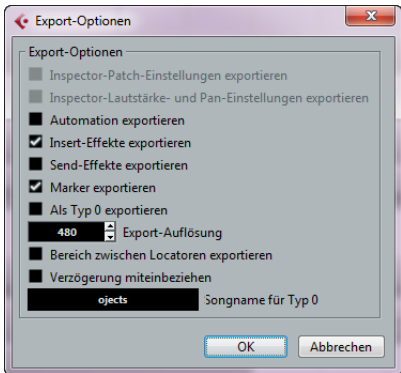 Export-Optionen
Export-Optionen
Inspector-Patch-Einstellungen exportieren
Inspector-Lautstärke- und Pan-Einstellungen exportieren
Automation exportieren
Insert-Effekte exportieren
Send-Effekte exportieren
Marker exportieren
Als Typ 0 exportieren
480 Export-Auflösung
Bereich zwischen Locatoren exportieren
Verzögerung miteinbeziehen
ojects Songname für Typ 0
OK Abbrechen